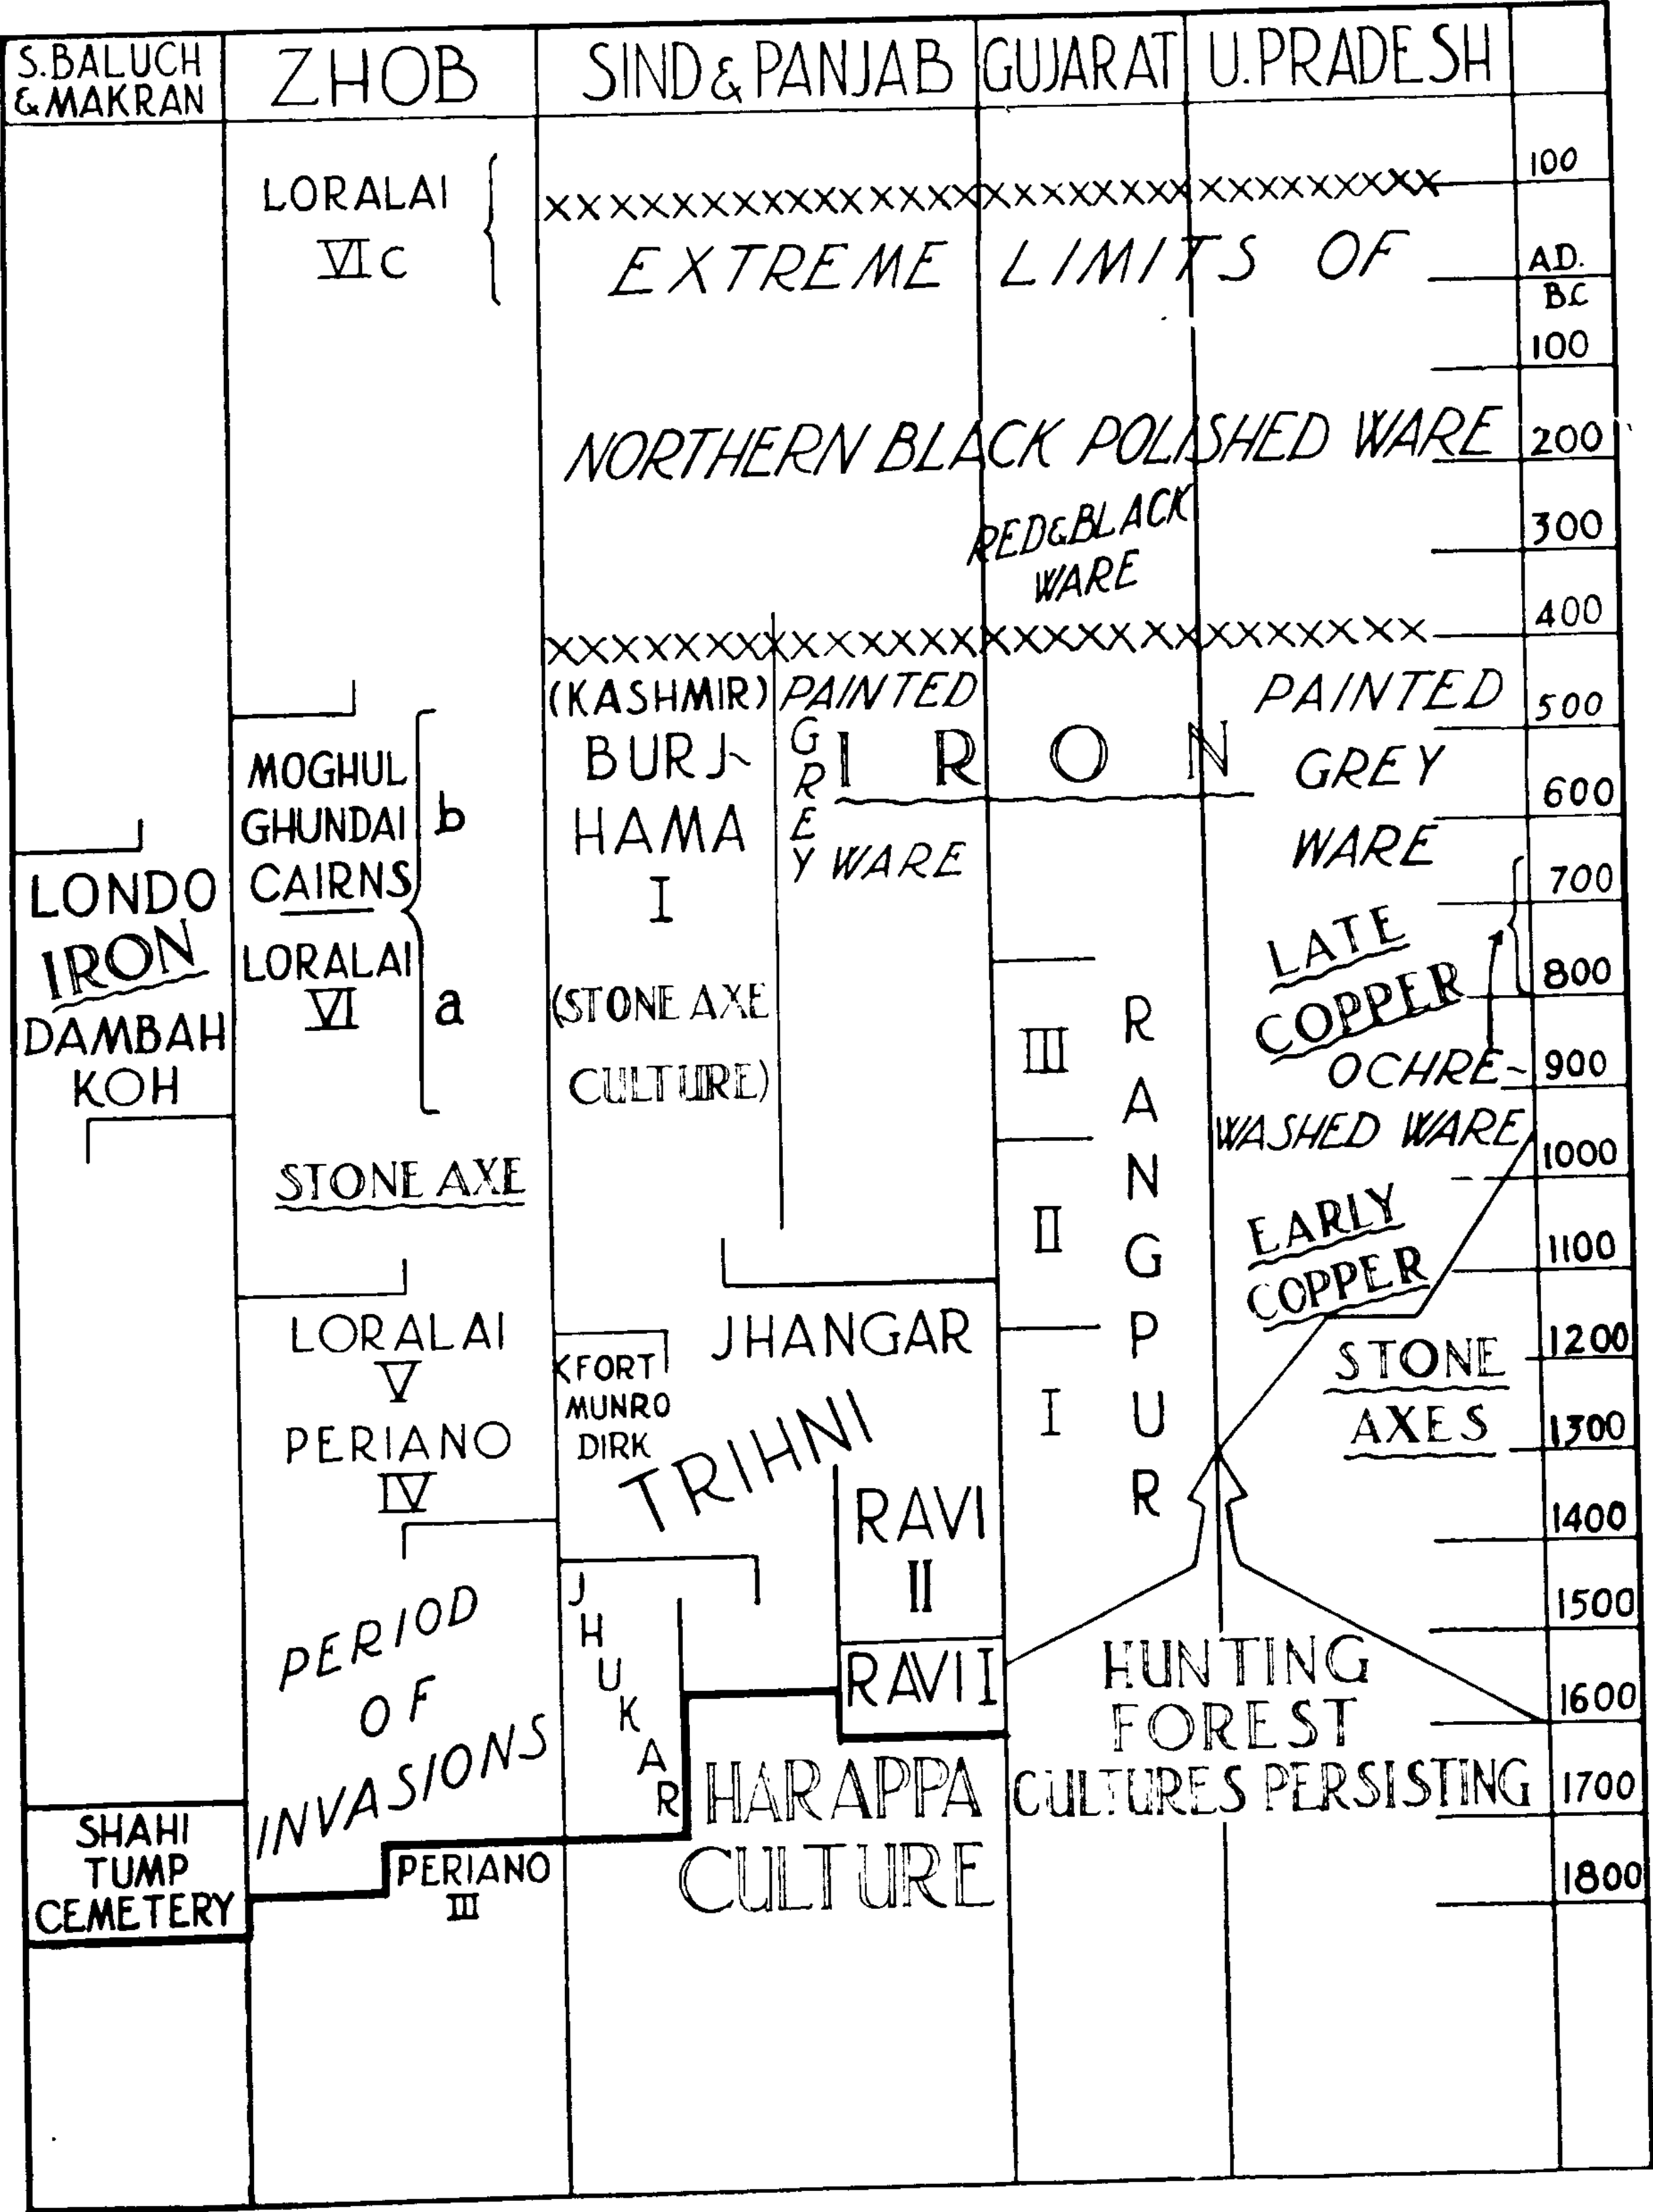 S. BALUCH
& MAKRAN
ZHOB
SIND & PANJAB
GUJARAT
U. PRADESH
LORALAI
VI C
XXXXXXXXXXXXXXXXXXXXXXXXXXXXX
EXTREME LIMITS OF
NORTHERN BLACK POLISHED WARE
RED & BLACK
WARE
XXXXXXXXXXXXXXXXXXXXXXXXXXXX
MOGHUL
GHUNDAI
CAIRNS
b
LORALAI
VI
a
STONE AXE
LORALAI
V
PERIANO
IV
PERIOD
OF
INVASIONS
PERIANO
III
LONDO
IRON
DAMBAH
KOH
SHAHI
TUMP
CEMETERY
(KASHMIR)
BURJ~
HAMA
I
(STONE AXE
CULTURE)
PAINTED
GREY
WARE
IRON
JHANGAR
FORT
MUNRO
DIRK
TRIHNI
RAVI
II
RAVI I
JHUKAR
HARAPPA
CULTURE
III
II
I
RANGPUR
PAINTED
GREY
WARE
LATE
COPPER
OCHRE~
WASHED WARE
EARLY
COPPER
STONE
AXES
HUNTING
FOREST
CULTURES PERSISTING
100
A.D.
B.C
100
200
300
400
500
600
700
800
900
1000
1100
1200
1300
1400
1500
1600
1700
1800